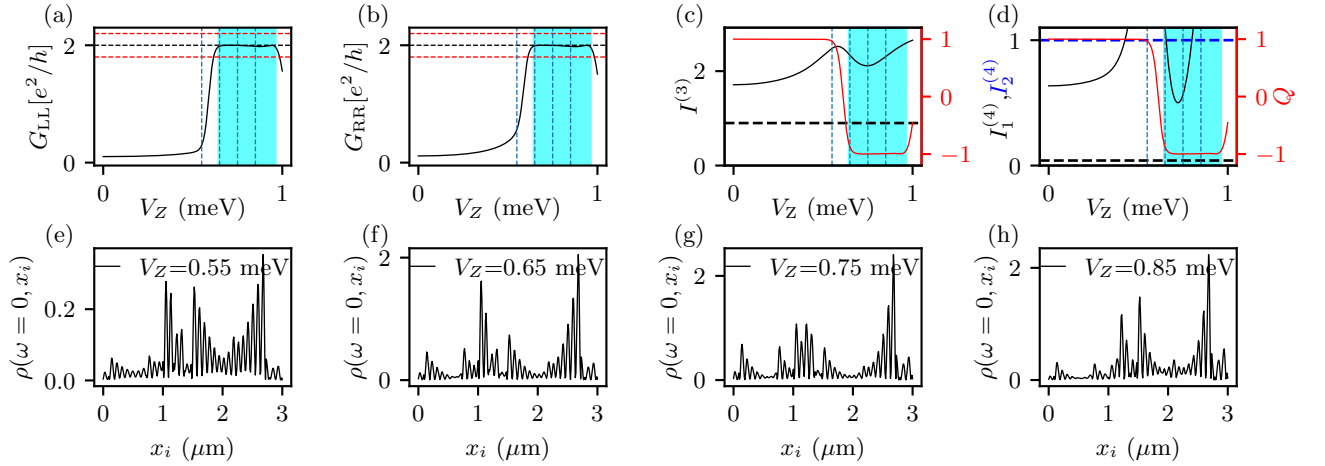 (a)
G_LL[e²/h]
2
0
0
1
V_Z (meV)
(b)
G_RR[e²/h]
2
0
0
1
V_Z (meV)
(c)
I^(3)
2
0
0
1
V_Z (meV)
1
0
−1
(d)
I_1^(4), I_2^(4)
1
0
0
1
V_Z (meV)
1
0
−1
Q
(e)
V_Z=0.55 meV
ρ(ω = 0, x_i)
0.2
0.0
0
1
2
3
x_i (μm)
(f)
V_Z=0.65 meV
ρ(ω = 0, x_i)
2
0
0
1
2
3
x_i (μm)
(g)
V_Z=0.75 meV
ρ(ω = 0, x_i)
2
0
0
1
2
3
x_i (μm)
(h)
V_Z=0.85 meV
ρ(ω = 0, x_i)
2
0
0
1
2
3
x_i (μm)